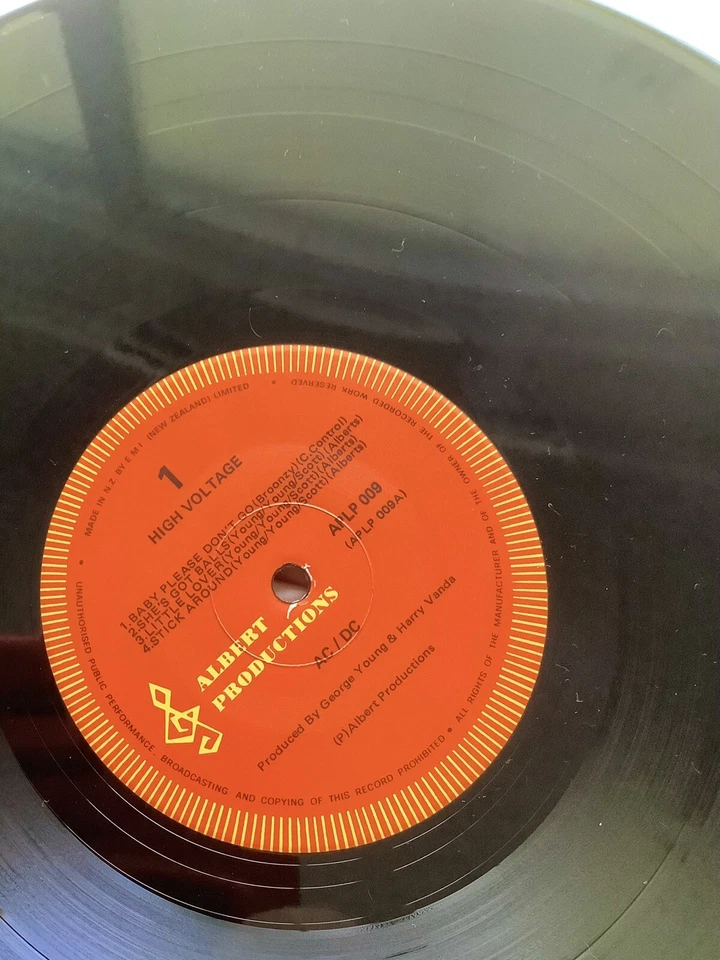 MADE IN N.Z. BY E M I (NEW ZEALAND) LIMITED •
UNAUTHORISED PUBLIC PERFORMANCE, BROADCASTING AND COPYING OF THIS RECORD PROHIBITED • ALL RIGHTS OF THE MANUFACTURER AND OF THE OWNER OF THE RECORDED WORK RESERVED •
1
HIGH VOLTAGE
1.BABY PLEASE DON'T GO(Broonzy)(C.Control)
2.SHE'S GOT BALLS(Young/Young/Scott)(Alberts)
3.LITTLE LOVER(Young/Young/Scott)(Alberts)
4.STICK AROUND(Young/Young/Scott)(Alberts)
APLP 009
(APLP 009A)
ALBERT
PRODUCTIONS
AC/DC
Produced By George Young & Harry Vanda
(P)Albert Productions